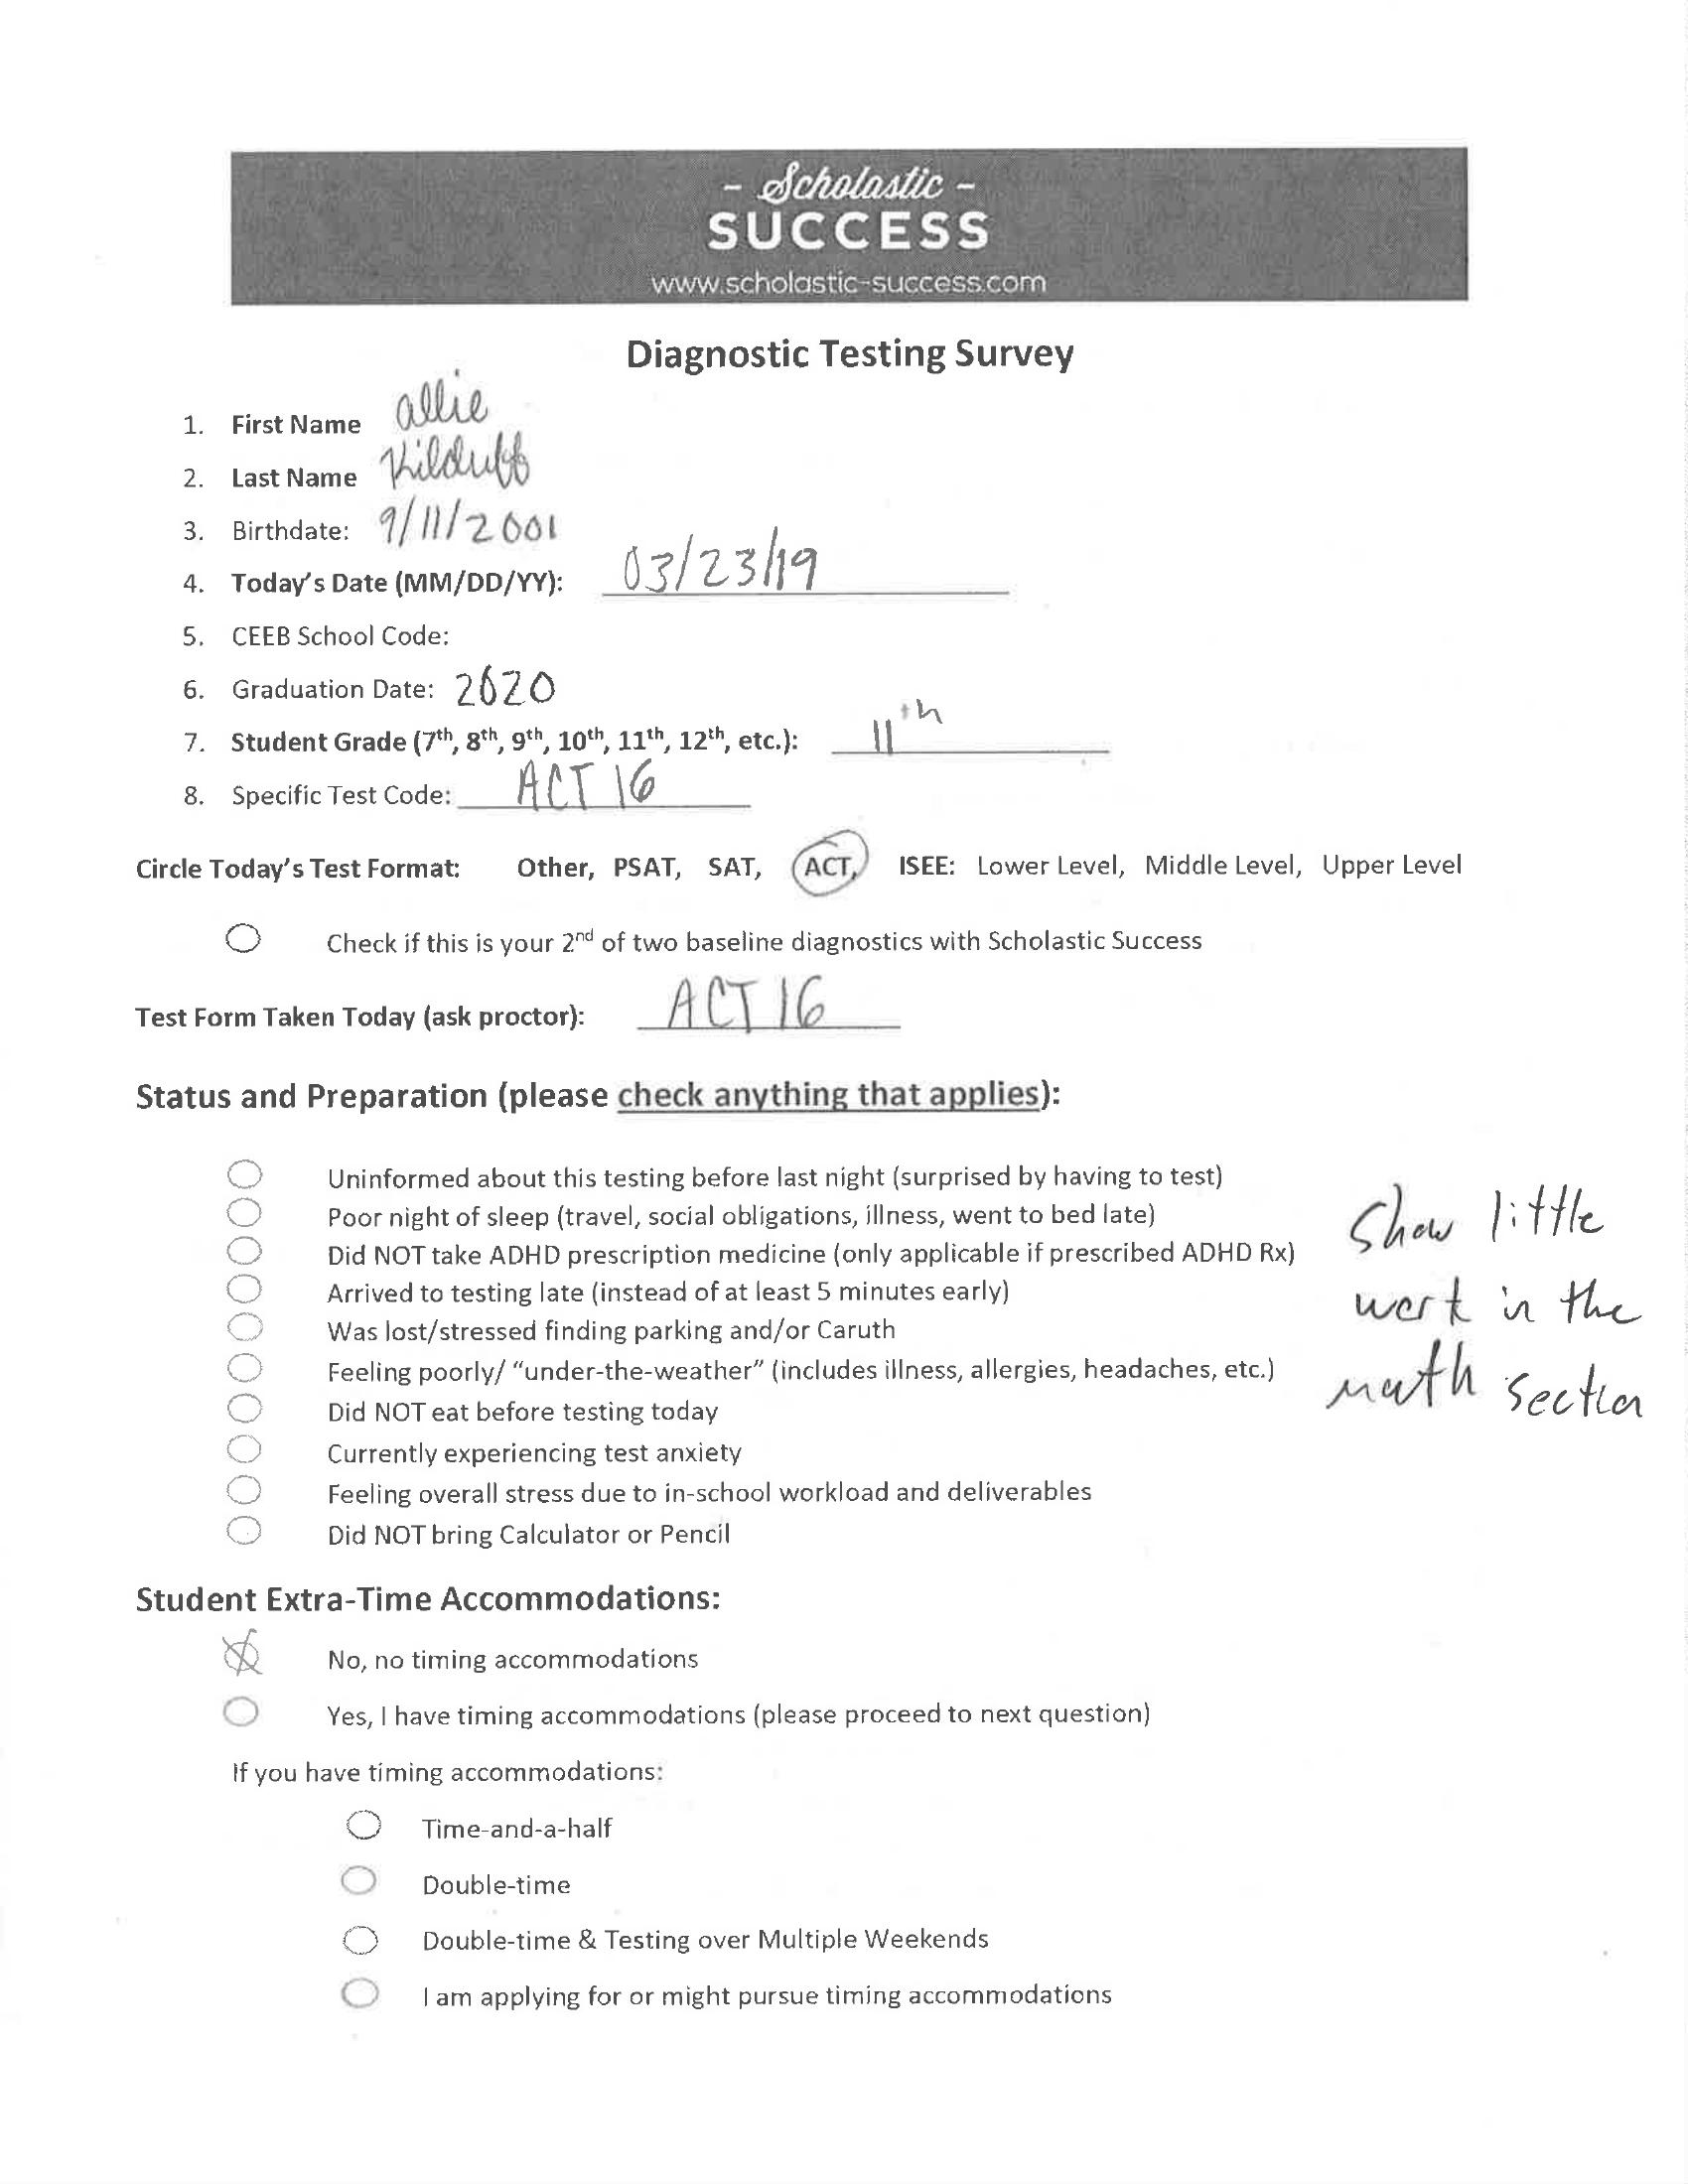 - Scholastic -
SUCCESS
www.scholastic-success.com
Diagnostic Testing Survey
1. First Name allie
2. Last Name Kilduff
3. Birthdate: 9/11/2001
4. Today's Date (MM/DD/YY): 03/23/19
5. CEEB School Code:
6. Graduation Date: 2020
7. Student Grade (7th, 8th, 9th, 10th, 11th, 12th, etc.): 11th
8. Specific Test Code: ACT 16
Circle Today's Test Format: Other, PSAT, SAT, ACT, ISEE: Lower Level, Middle Level, Upper Level
Check if this is your 2nd of two baseline diagnostics with Scholastic Success
Test Form Taken Today (ask proctor): ACT 16
Status and Preparation (please check anything that applies):
Uninformed about this testing before last night (surprised by having to test)
Poor night of sleep (travel, social obligations, illness, went to bed late)
Did NOT take ADHD prescription medicine (only applicable if prescribed ADHD Rx)
Arrived to testing late (instead of at least 5 minutes early)
Was lost/stressed finding parking and/or Caruth
Feeling poorly/ "under-the-weather" (includes illness, allergies, headaches, etc.)
Did NOT eat before testing today
Currently experiencing test anxiety
Feeling overall stress due to in-school workload and deliverables
Did NOT bring Calculator or Pencil
Show little
work in the
math section
Student Extra-Time Accommodations:
No, no timing accommodations
Yes, I have timing accommodations (please proceed to next question)
If you have timing accommodations:
Time-and-a-half
Double-time
Double-time & Testing over Multiple Weekends
I am applying for or might pursue timing accommodations